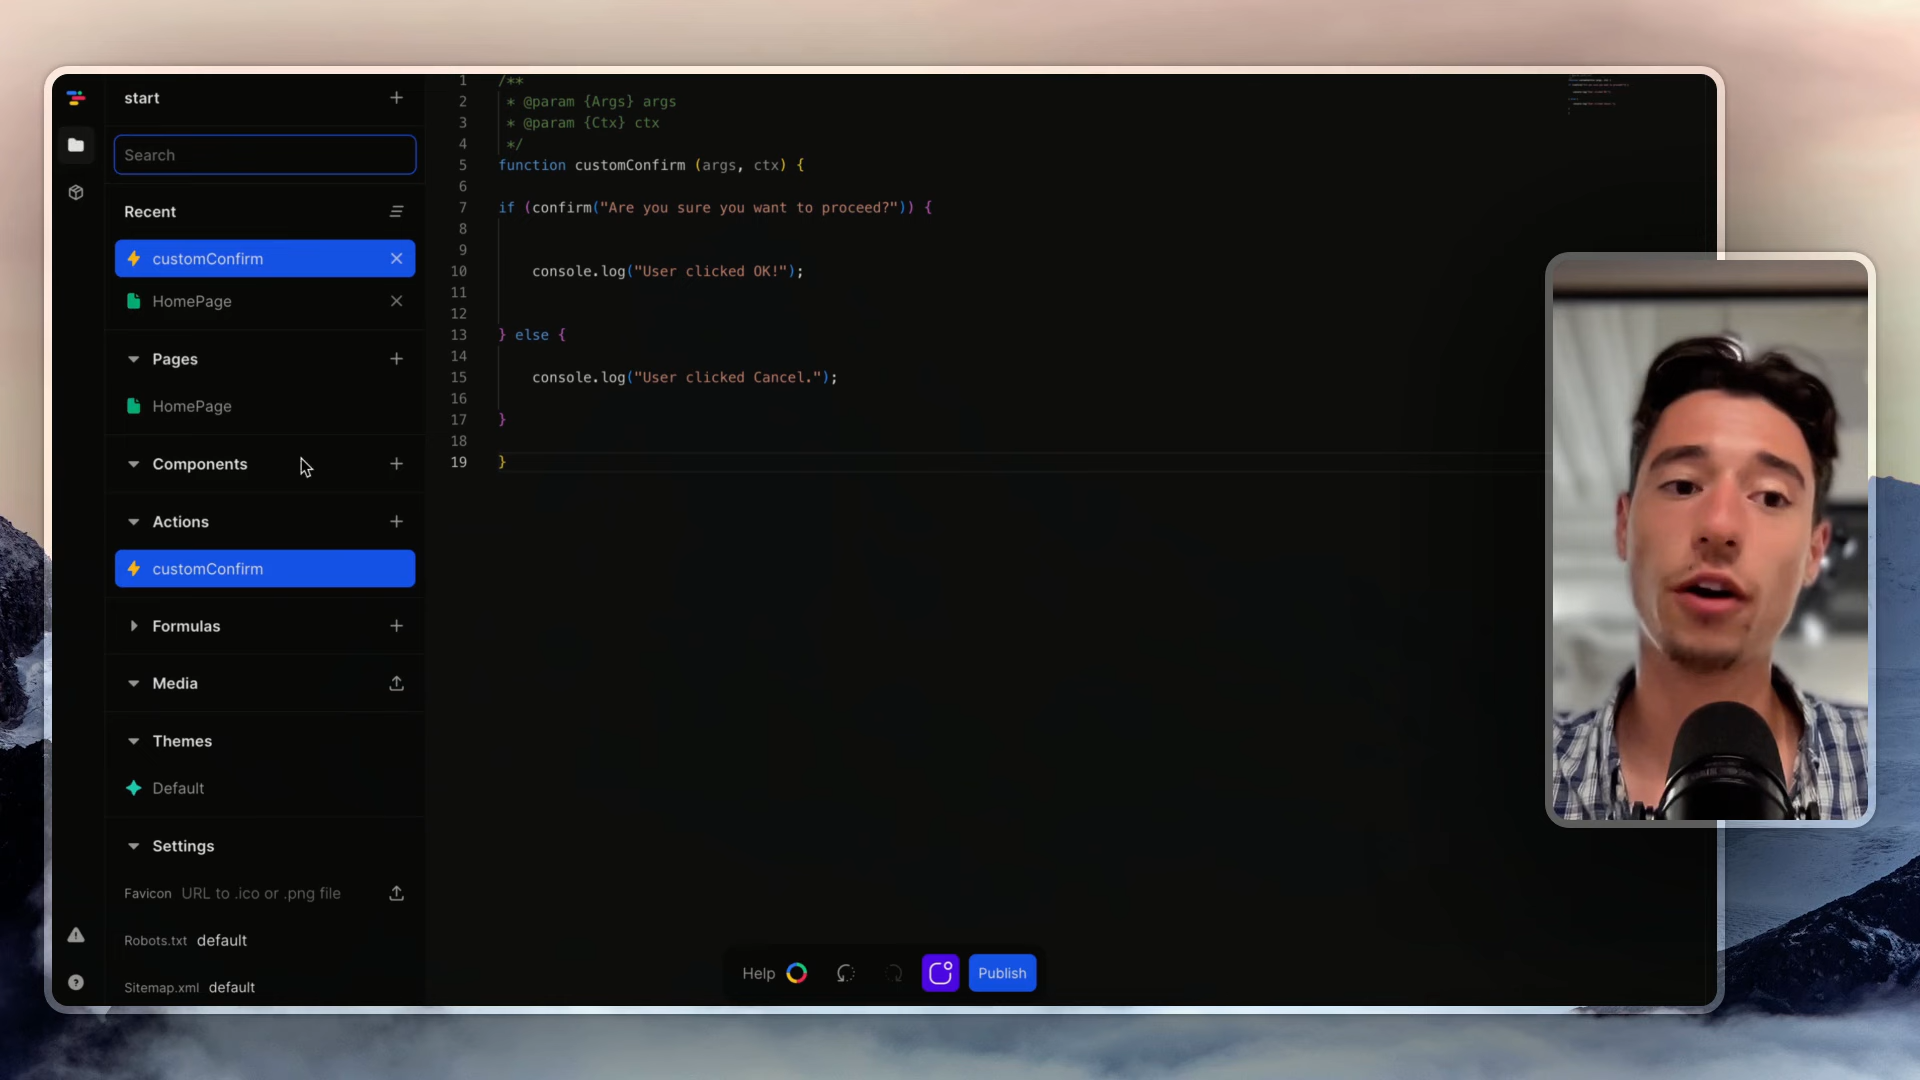 start
Search
Recent
customConfirm
HomePage
Pages
HomePage
Components
Actions
customConfirm
Formulas
Media
Themes
Default
Settings
Favicon URL to .ico or .png file
Robots.txt default
Sitemap.xml default
1 /**
2 * @param {Args} args
3 * @param {Ctx} ctx
4 */
5 function customConfirm (args, ctx) {
6
7 if (confirm("Are you sure you want to proceed?")) {
8
9
10 console.log("User clicked OK!");
11
12
13 } else {
14
15 console.log("User clicked Cancel.");
16
17 }
18
19 }
Help
Publish